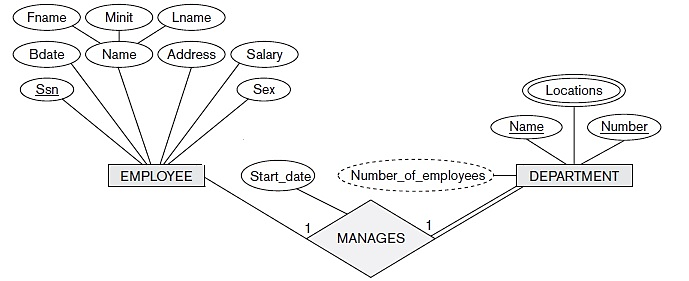 Fname
Minit
Lname
Bdate
Name
Address
Salary
Ssn
Sex
Locations
Name
Number
EMPLOYEE
Start_date
Number_of_employees
DEPARTMENT
1
MANAGES
1